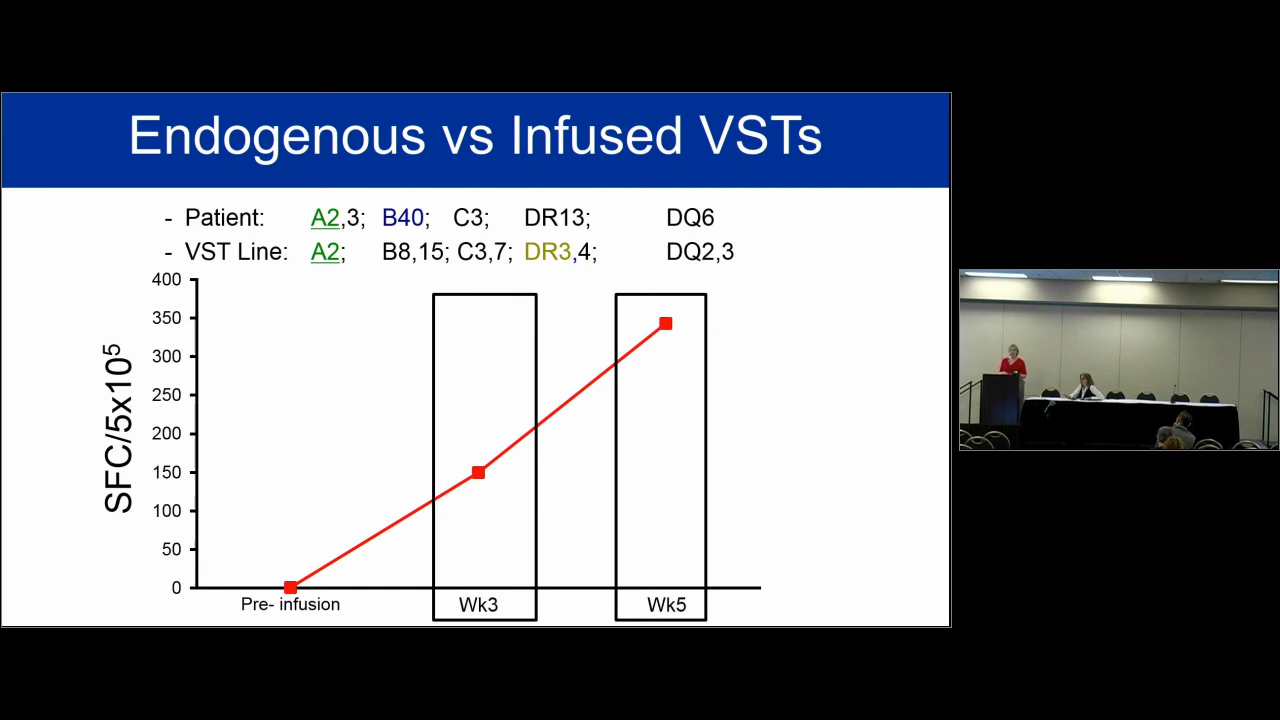 Endogenous vs Infused VSTs
- Patient: A2,3; B40; C3; DR13; DQ6
- VST Line: A2; B8,15; C3,7; DR3,4; DQ2,3
SFC/5x10⁵
400
350
300
250
200
150
100
50
0
Pre- infusion Wk3 Wk5